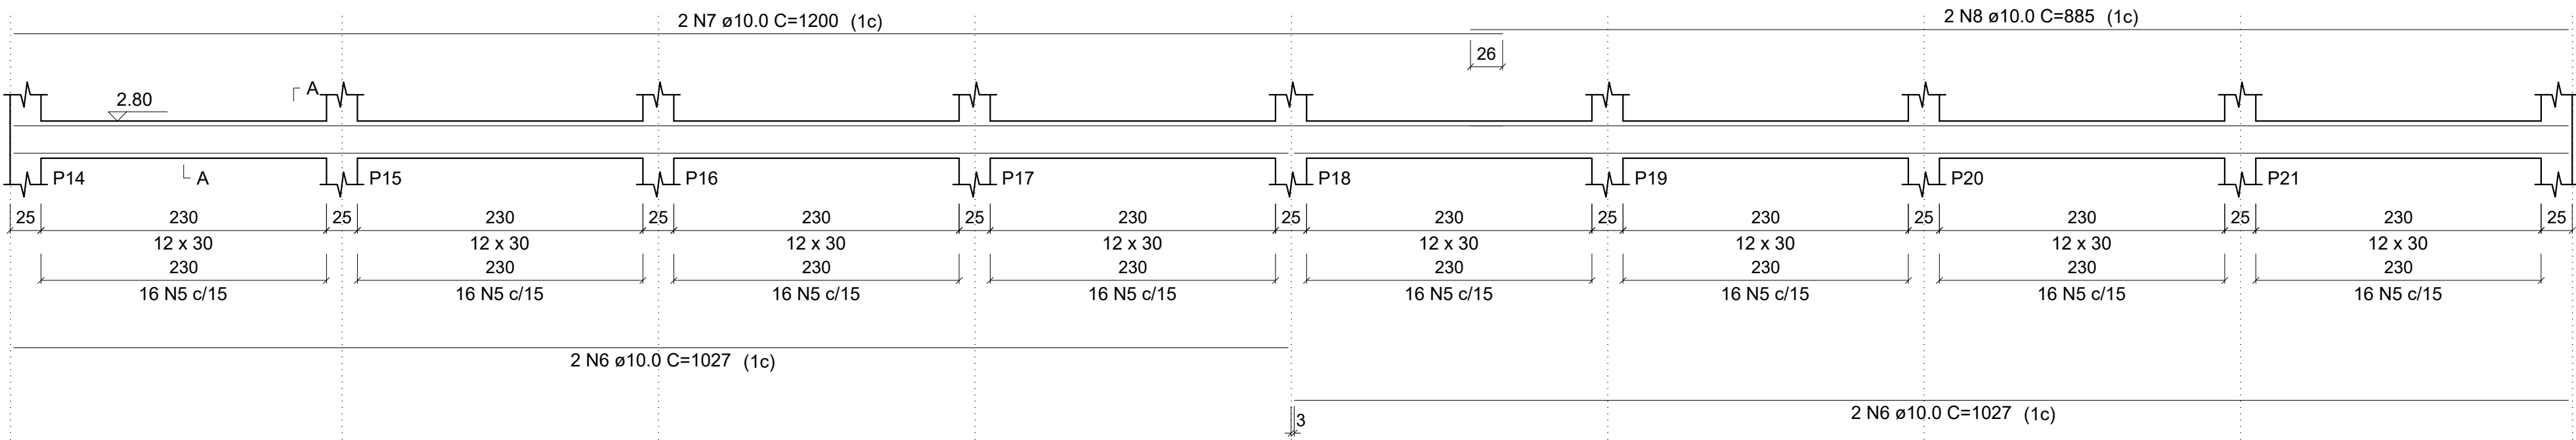 2 N7 ø10.0 C=1200 (1c)
2 N8 ø10.0 C=885 (1c)
26
A
2.80
P14
A
P15
P16
P17
P18
P19
P20
P21
25 230 25 230 25 230 25 230 25 230 25 230 25 230 25 230 25
12 x 30 12 x 30 12 x 30 12 x 30 12 x 30 12 x 30 12 x 30 12 x 30
230 230 230 230 230 230 230 230
16 N5 c/15 16 N5 c/15 16 N5 c/15 16 N5 c/15 16 N5 c/15 16 N5 c/15 16 N5 c/15 16 N5 c/15
2 N6 ø10.0 C=1027 (1c)
3
2 N6 ø10.0 C=1027 (1c)